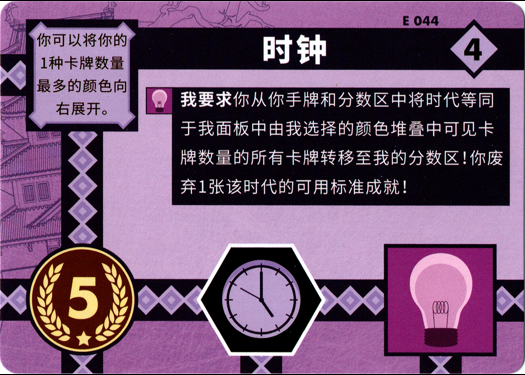 E 044
你可以将你的
1种卡牌数量
最多的颜色向
右展开。
时钟
4
我要求你从你手牌和分数区中将时代等同
于我面板中由我选择的颜色堆叠中可见卡
牌数量的所有卡牌转移至我的分数区！你废
弃1张该时代的可用标准成就！
5